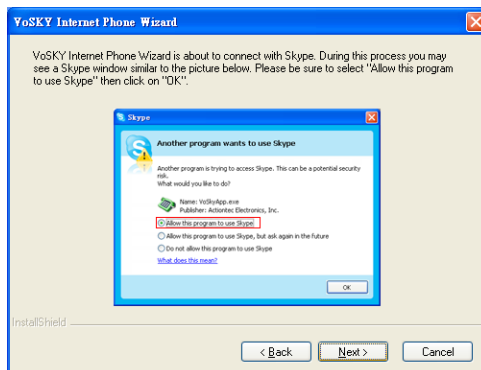 VoSKY Internet Phone Wizard
VoSKY Internet Phone Wizard is about to connect with Skype. During this process you may
see a Skype window similar to the picture below. Please be sure to select "Allow this program
to use Skype" then click on "OK".
Skype
Another program wants to use Skype
Another program is trying to access Skype. This can be a potential security
risk.
What would you like to do?
Name: VoSkyApp.exe
Publisher: Actiontec Electronics, Inc.
Allow this program to use Skype
Allow this program to use Skype, but ask again in the future
Do not allow this program to use Skype
What does this mean?
OK
InstallShield
< Back
Next >
Cancel